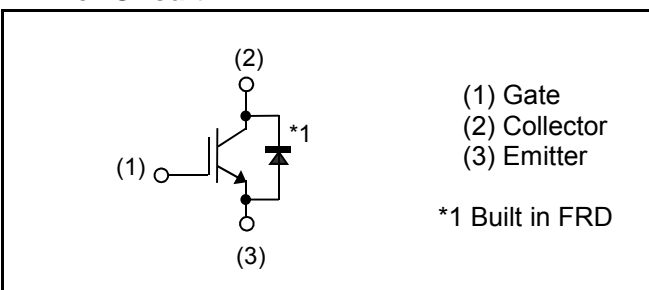 (2)
*1
(1)
(3)
(1) Gate
(2) Collector
(3) Emitter
*1 Built in FRD